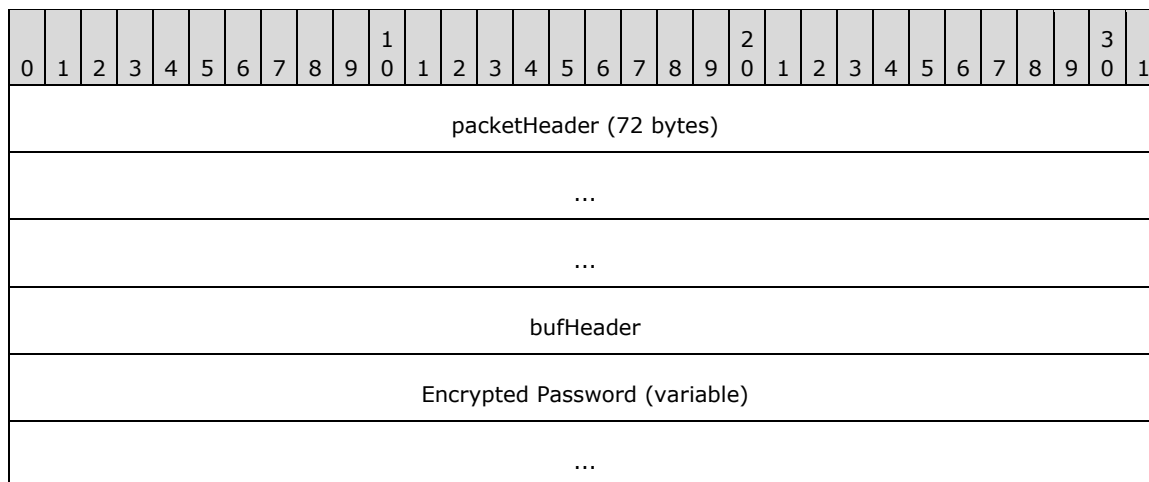 1 2 3
0 1 2 3 4 5 6 7 8 9 0 1 2 3 4 5 6 7 8 9 0 1 2 3 4 5 6 7 8 9 0 1
packetHeader (72 bytes)
...
...
bufHeader
Encrypted Password (variable)
...